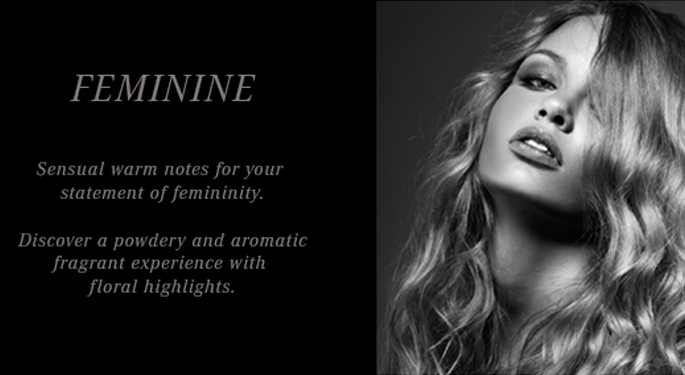 FEMININE
Sensual warm notes for your
statement of femininity.
Discover a powdery and aromatic
fragrant experience with
floral highlights.